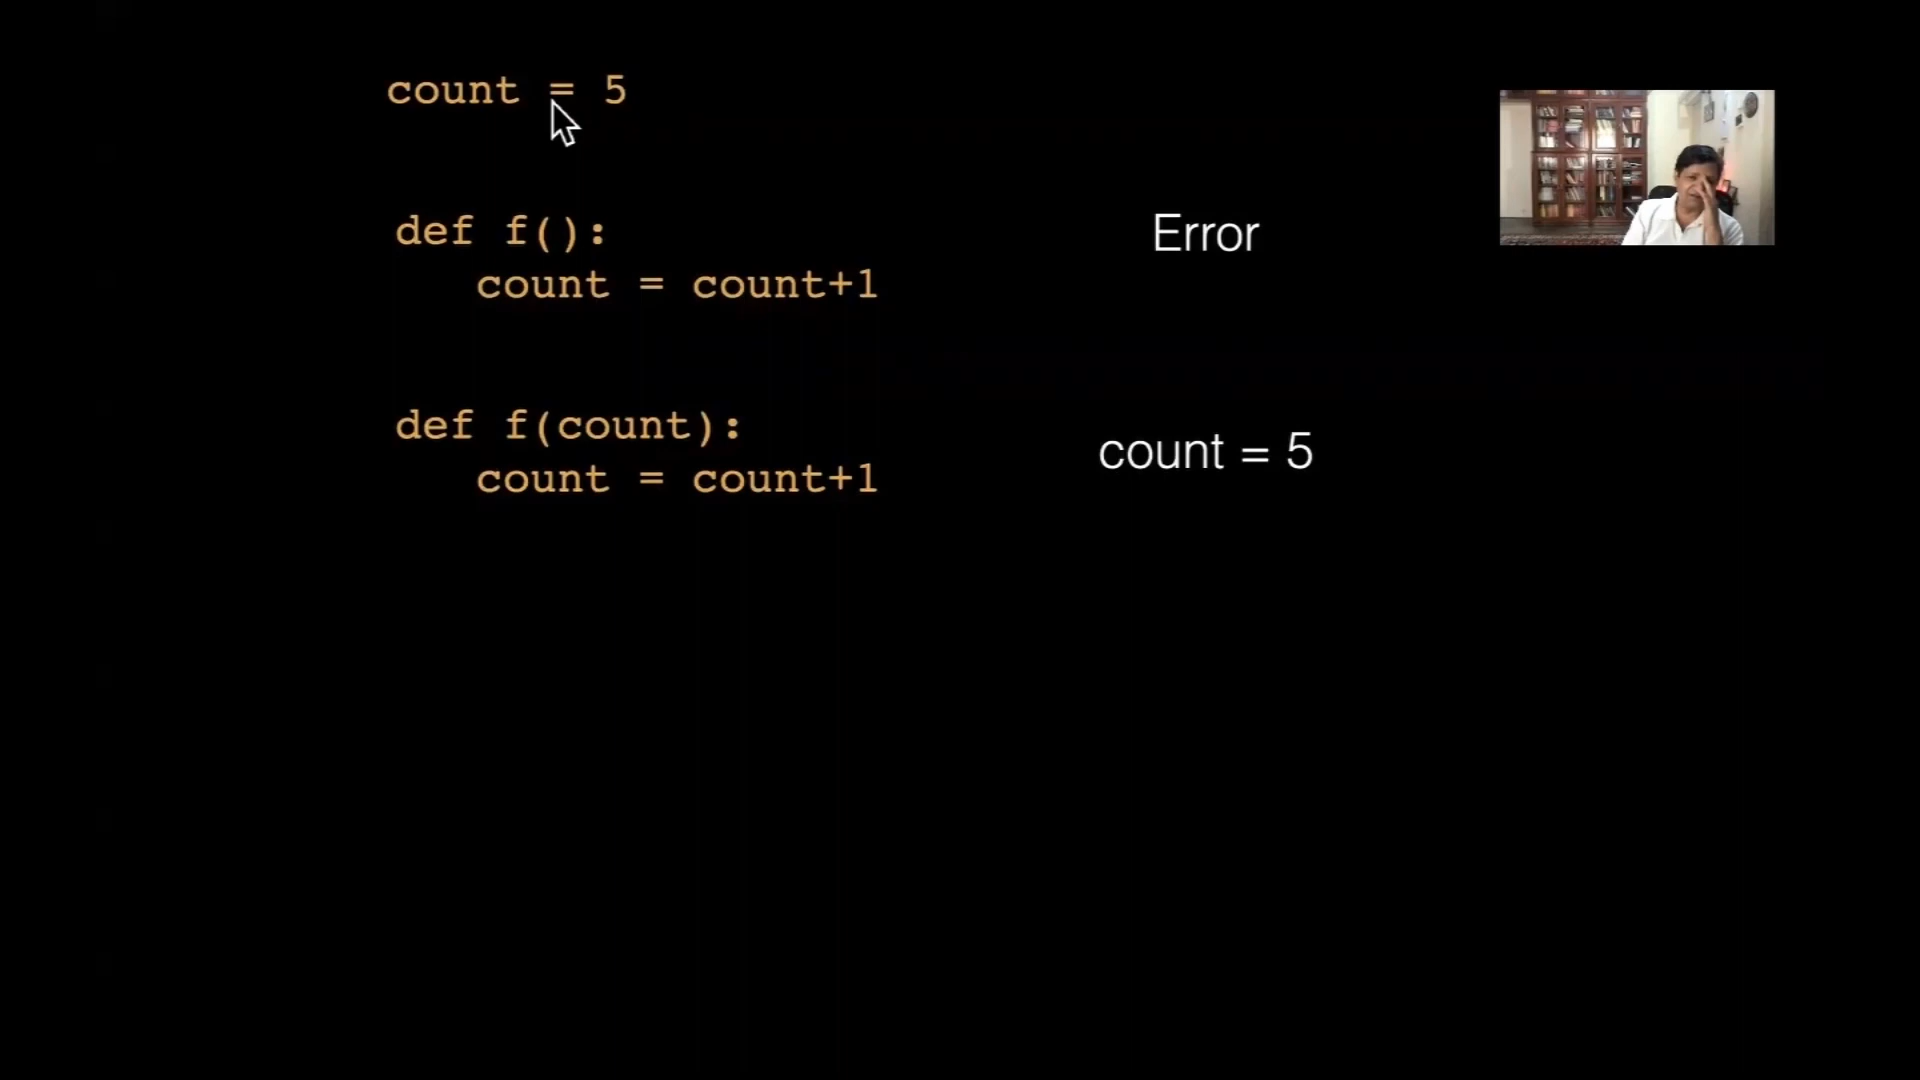 count = 5
def f():
count = count+1
Error
def f(count):
count = count+1
count = 5